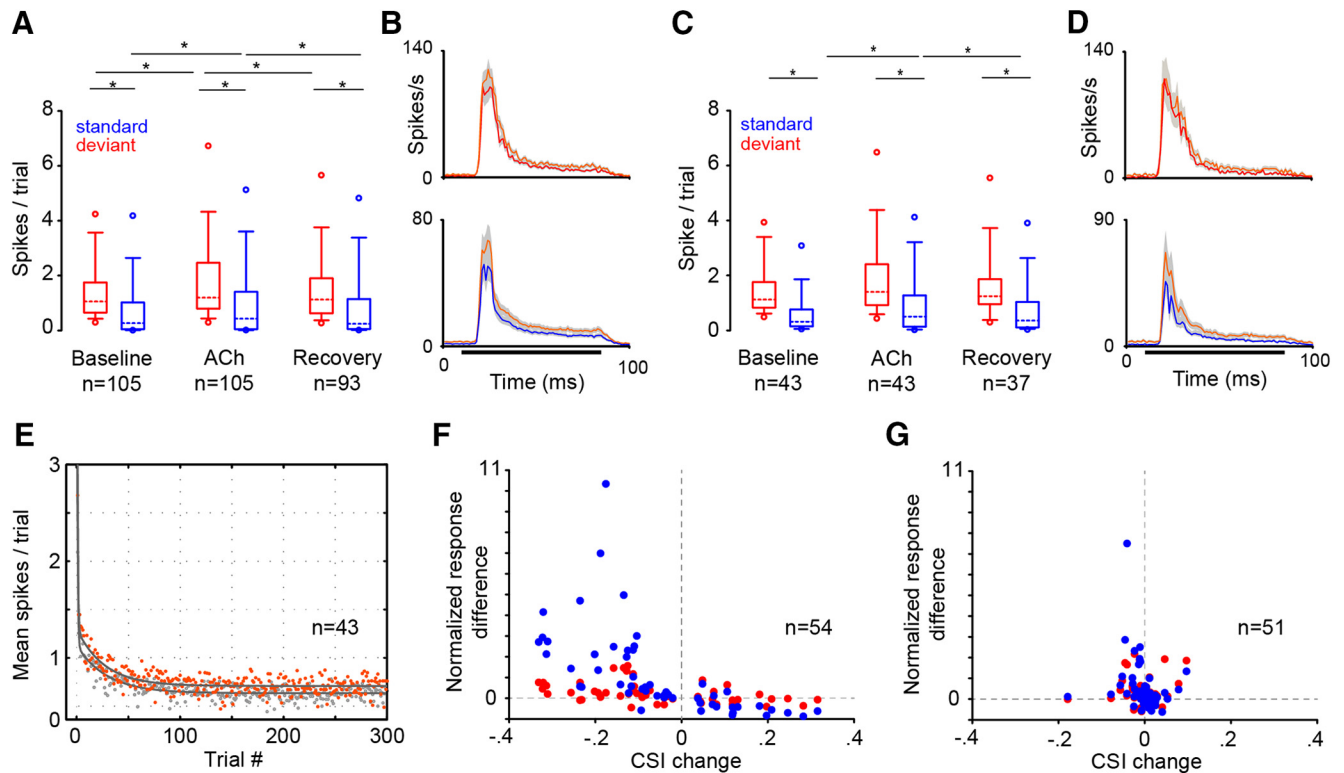 A
B
C
D
* *
* *
* * *
* *
* * *
Spikes / trial
8
6
4
2
0
standard
deviant
Baseline
n=105
ACh
n=105
Recovery
n=93
Spikes/s
140
0
80
0
0
100
Time (ms)
Spike / trial
8
6
4
2
0
standard
deviant
Baseline
n=43
ACh
n=43
Recovery
n=37
Spikes/s
140
0
100
90
0
0
100
Time (ms)
E
F
G
Mean spikes / trial
3
2
1
0
n=43
0
100
200
300
Trial #
Normalized response
difference
11
0
n=54
-.4
-.2
0
.2
.4
CSI change
Normalized response
difference
11
0
n=51
-.4
-.2
0
.2
.4
CSI change